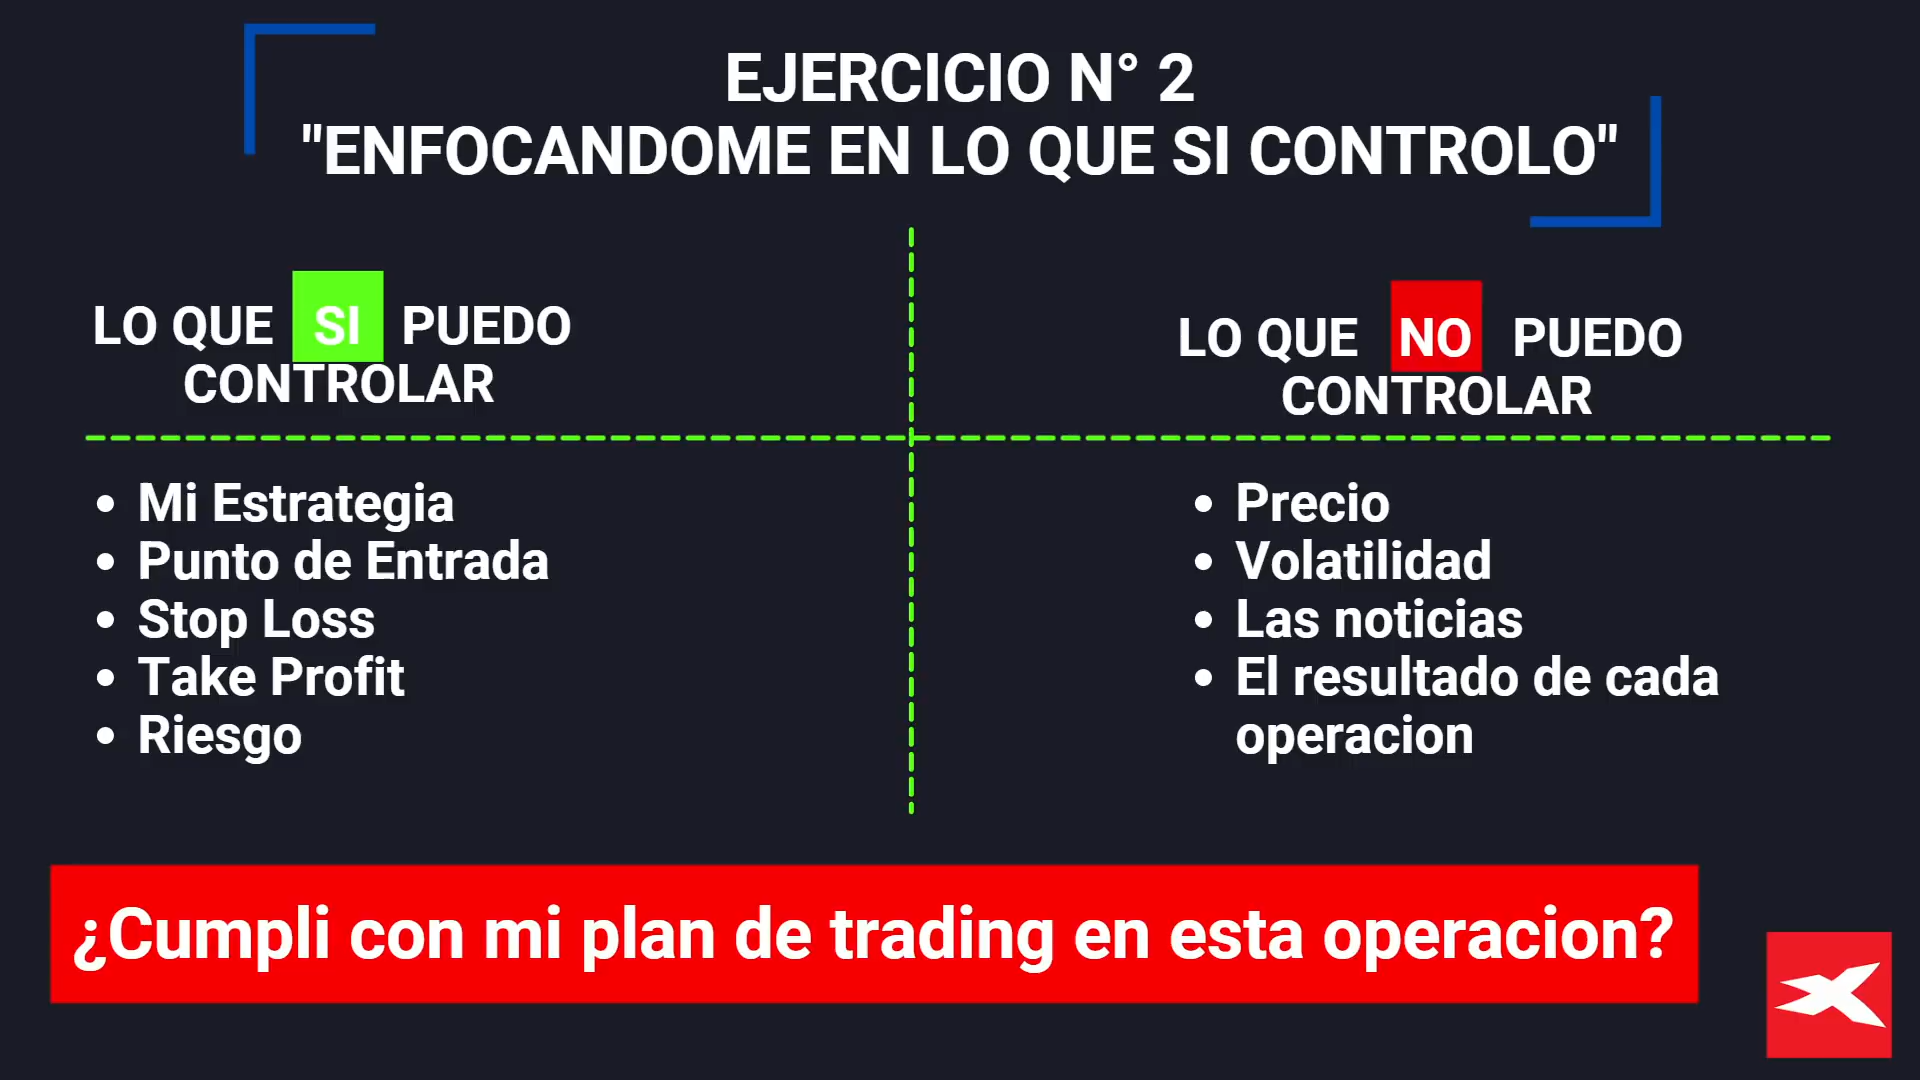 EJERCICIO N° 2
"ENFOCANDOME EN LO QUE SI CONTROLO"
LO QUE SI PUEDO
CONTROLAR
• Mi Estrategia
• Punto de Entrada
• Stop Loss
• Take Profit
• Riesgo
LO QUE NO PUEDO
CONTROLAR
• Precio
• Volatilidad
• Las noticias
• El resultado de cada
operacion
¿Cumpli con mi plan de trading en esta operacion?